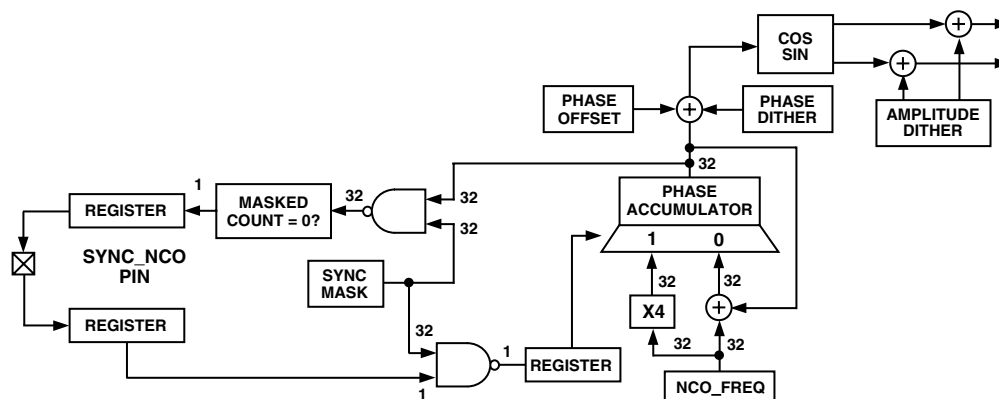 COS
SIN
PHASE
OFFSET
PHASE
DITHER
AMPLITUDE
DITHER
32
PHASE
ACCUMULATOR
1 0
32
32
32
1
MASKED
COUNT = 0?
REGISTER
SYNC_NCO
PIN
SYNC
MASK
REGISTER
32
1
1
REGISTER
32
32
X4
32
32
NCO_FREQ